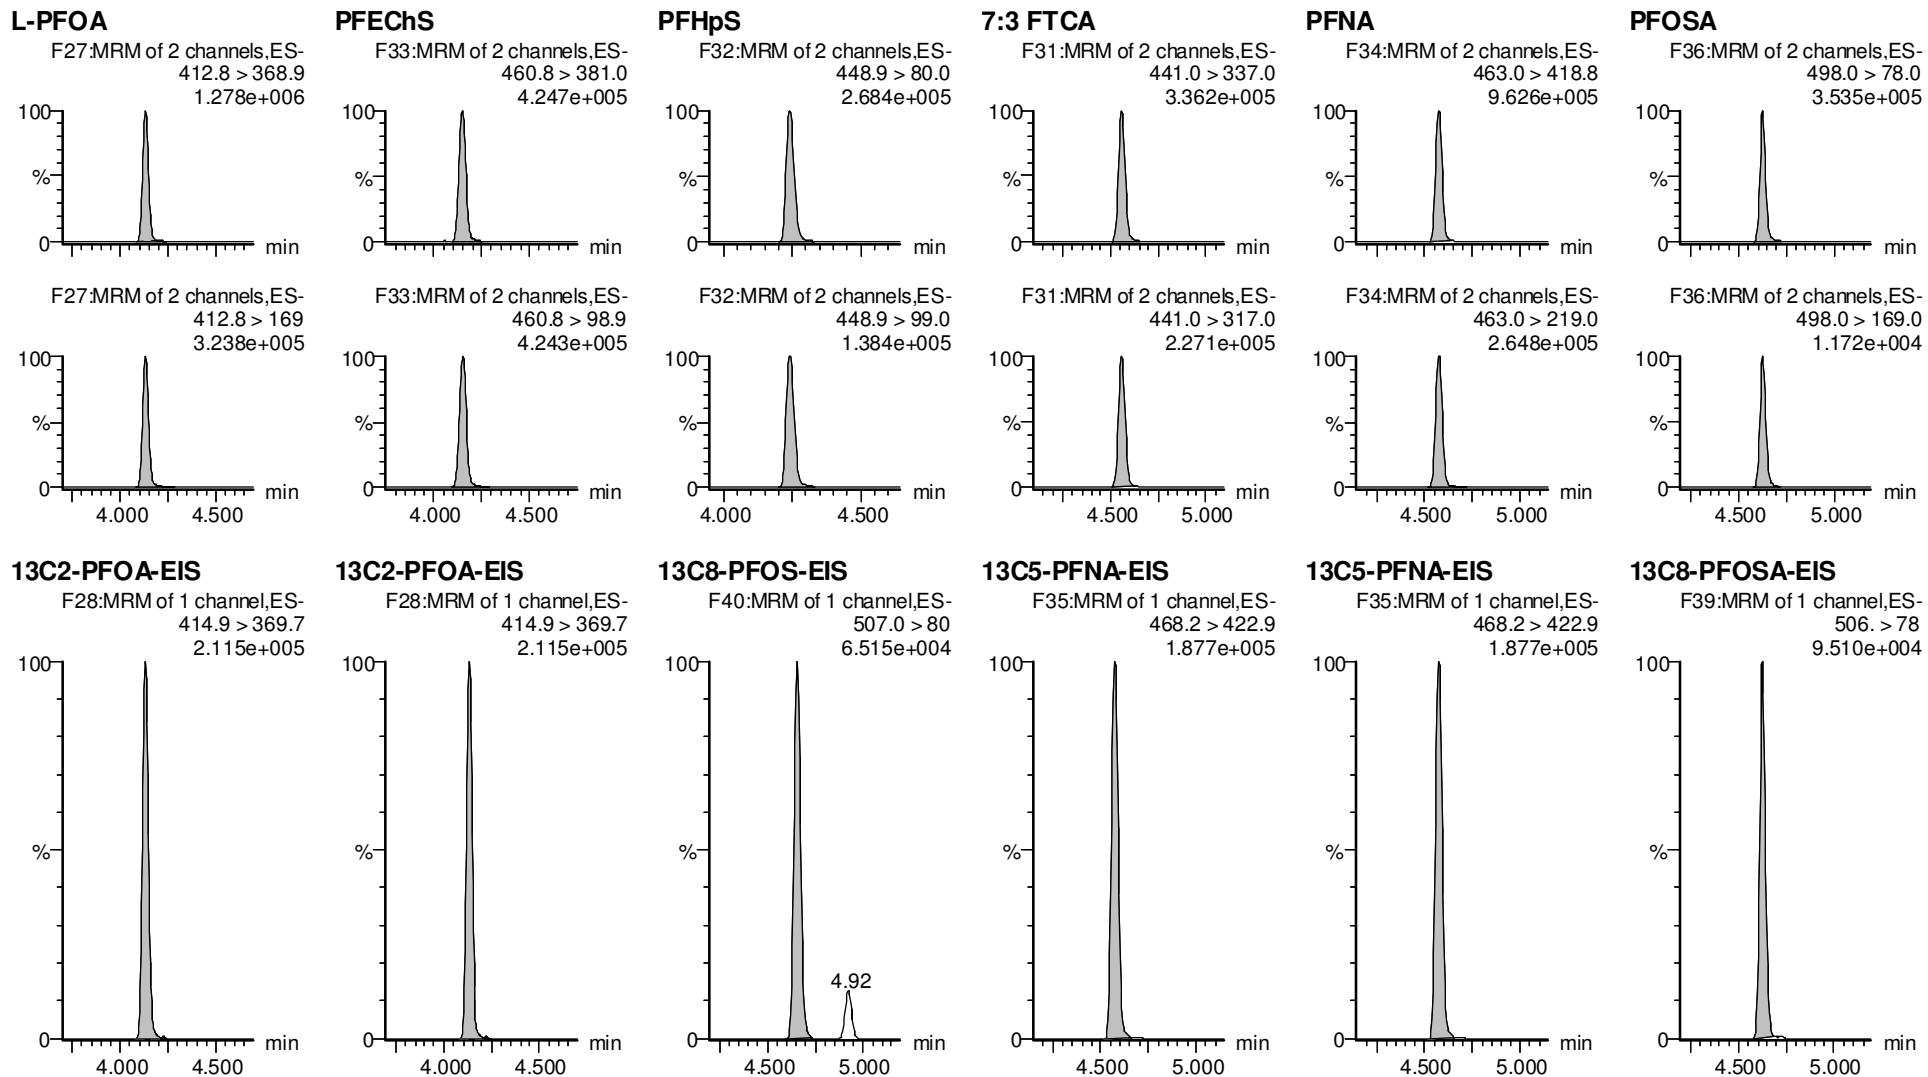 L-PFOA
F27:MRM of 2 channels,ES-
412.8 > 368.9
1.278e+006
100
%
0
min
F27:MRM of 2 channels,ES-
412.8 > 169
3.238e+005
100
%
0
min
4.000 4.500
PFEChS
F33:MRM of 2 channels,ES-
460.8 > 381.0
4.247e+005
100
%
0
min
F33:MRM of 2 channels,ES-
460.8 > 98.9
4.243e+005
100
%
0
min
4.000 4.500
PFHpS
F32:MRM of 2 channels,ES-
448.9 > 80.0
2.684e+005
100
%
0
min
F32:MRM of 2 channels,ES-
448.9 > 99.0
1.384e+005
100
%
0
min
4.000 4.500
7:3 FTCA
F31:MRM of 2 channels,ES-
441.0 > 337.0
3.362e+005
100
%
0
min
F31:MRM of 2 channels,ES-
441.0 > 317.0
2.271e+005
100
%
0
min
4.500 5.000
PFNA
F34:MRM of 2 channels,ES-
463.0 > 418.8
9.626e+005
100
%
0
min
F34:MRM of 2 channels,ES-
463.0 > 219.0
2.648e+005
100
%
0
min
4.500 5.000
PFOSA
F36:MRM of 2 channels,ES-
498.0 > 78.0
3.535e+005
100
%
0
min
F36:MRM of 2 channels,ES-
498.0 > 169.0
1.172e+004
100
%
0
min
4.500 5.000
13C2-PFOA-EIS
F28:MRM of 1 channel,ES-
414.9 > 369.7
2.115e+005
100
%
0
min
4.000 4.500
13C2-PFOA-EIS
F28:MRM of 1 channel,ES-
414.9 > 369.7
2.115e+005
100
%
0
min
4.000 4.500
13C8-PFOS-EIS
F40:MRM of 1 channel,ES-
507.0 > 80
6.515e+004
100
%
4.92
0
min
4.500 5.000
13C5-PFNA-EIS
F35:MRM of 1 channel,ES-
468.2 > 422.9
1.877e+005
100
%
0
min
4.500 5.000
13C5-PFNA-EIS
F35:MRM of 1 channel,ES-
468.2 > 422.9
1.877e+005
100
%
0
min
4.500 5.000
13C8-PFOSA-EIS
F39:MRM of 1 channel,ES-
506. > 78
9.510e+004
100
%
0
min
4.500 5.000